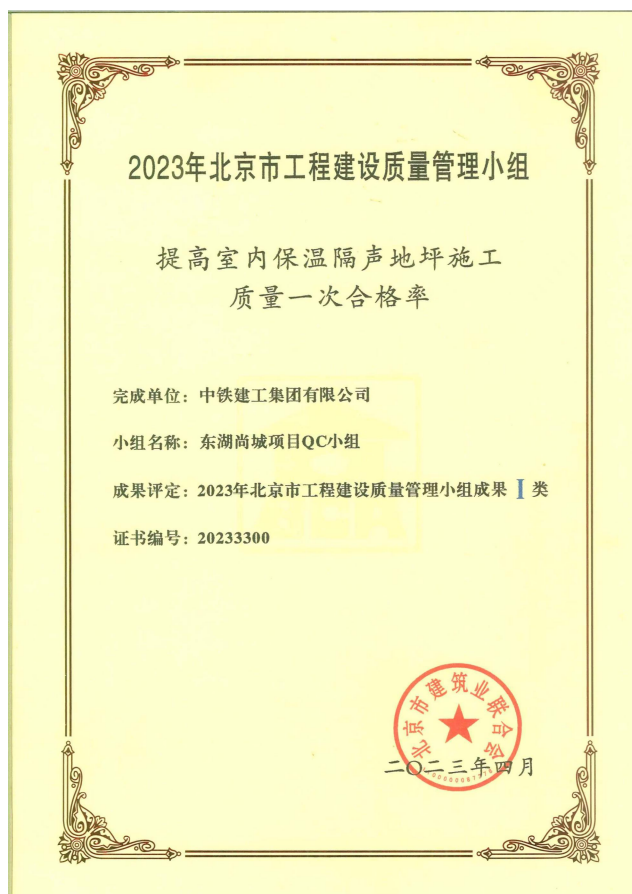 2023年北京市工程建设质量管理小组
提高室内保温隔声地坪施工
质量一次合格率
完成单位：中铁建工集团有限公司
小组名称：东湖尚城项目QC小组
成果评定：2023年北京市工程建设质量管理小组成果 I 类
证书编号：20233300
北京市建筑业联合会
二〇二三年四月